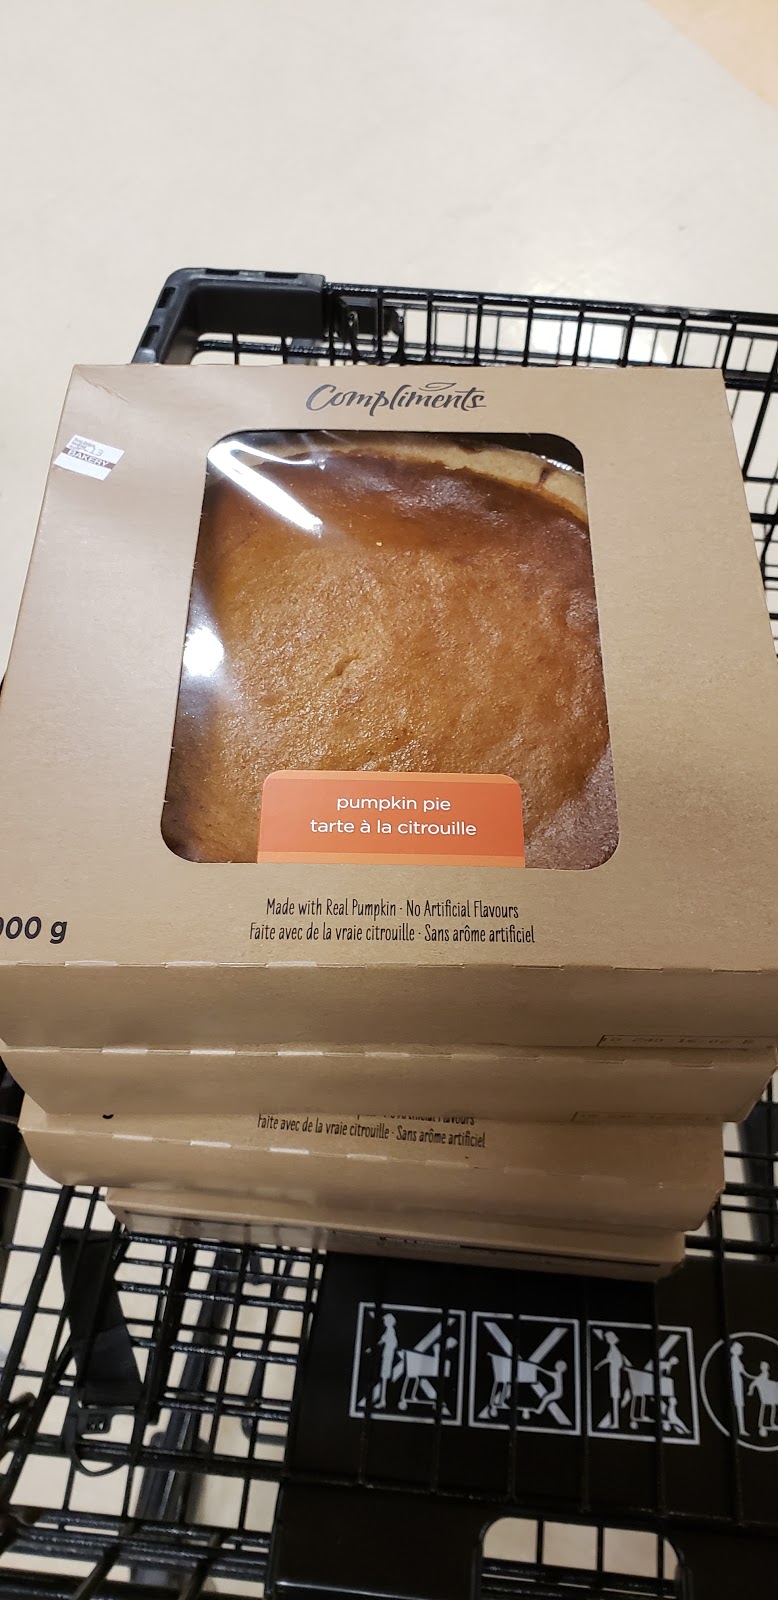 Compliments
BAKERY
pumpkin pie
tarte à la citrouille
Made with Real Pumpkin · No Artificial Flavours
Faite avec de la vraie citrouille · Sans arôme artificiel
00 g
Faite avec de la vraie citrouille · Sans arôme artificiel